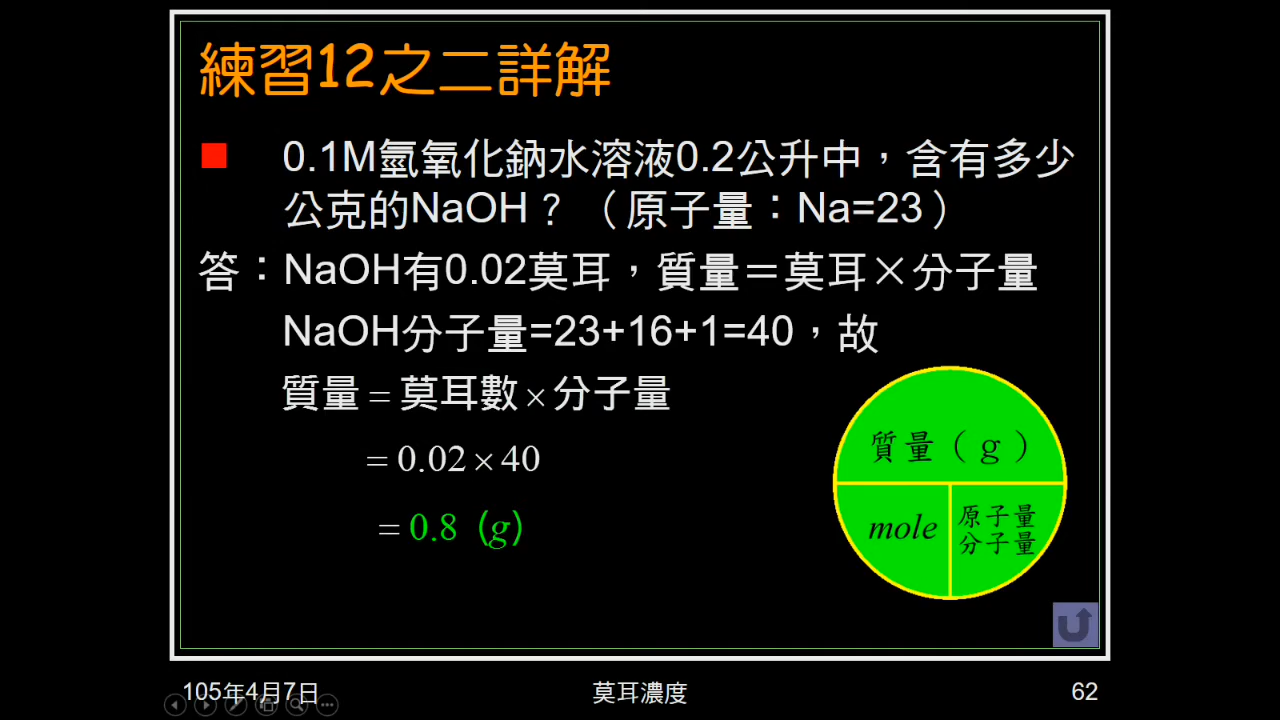 練習12之二詳解
0.1M氫氧化鈉水溶液0.2公升中，含有多少
公克的NaOH？（原子量：Na=23）
答：NaOH有0.02莫耳，質量＝莫耳×分子量
NaOH分子量=23+16+1=40，故
質量 = 莫耳數×分子量
= 0.02×40
= 0.8 (g)
質量（g）
mole
原子量
分子量
105年4月7日
莫耳濃度
62